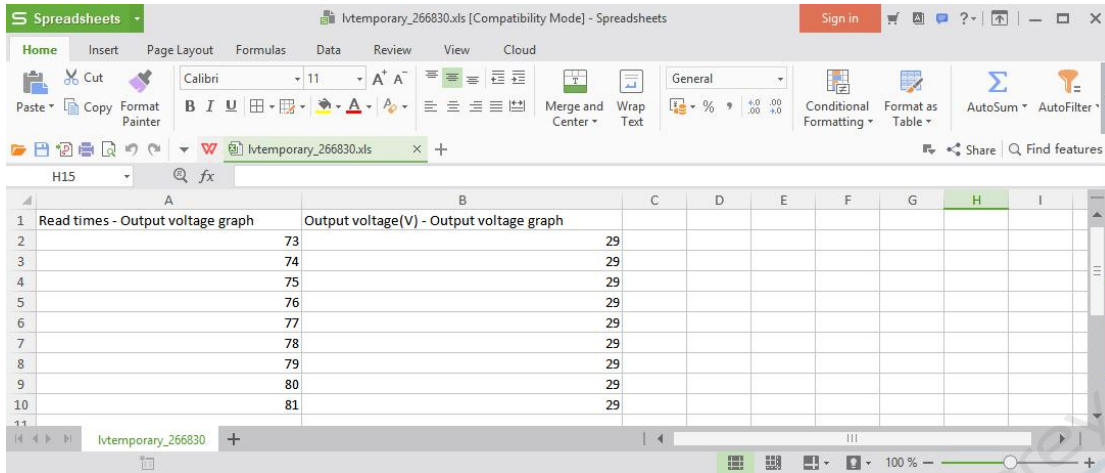 Spreadsheets
lvtemporary_266830.xls [Compatibility Mode] - Spreadsheets
Sign in
Home Insert Page Layout Formulas Data Review View Cloud
Cut Calibri 11 A+ A- General
Paste Copy Format Painter B I U Merge and Center Wrap Text % Conditional Formatting Format as Table AutoSum AutoFilter
lvtemporary_266830.xls × + Share Find features
H15 fx
A B C D E F G H I
1 Read times - Output voltage graph Output voltage(V) - Output voltage graph
2 73 29
3 74 29
4 75 29
5 76 29
6 77 29
7 78 29
8 79 29
9 80 29
10 81 29
11
lvtemporary_266830 +
100 % — +